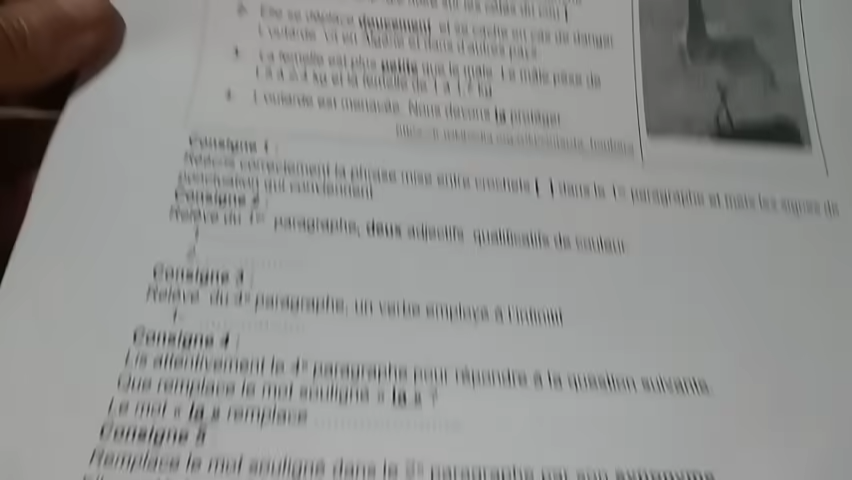 2. Elle se déplace doucement et se cache en cas de danger.
L'outarde vit en Algérie et dans d'autres pays.
3. La femelle est plus petite que le mâle. Le mâle pèse de
kg et la femelle de 1 à 1,7 kg
4. L'outarde est menacée. Nous devons la protéger.
Consigne 1 :
Réécris correctement la phrase mise entre crochets [ ] dans le 1er paragraphe et mets les signes de
ponctuation qui conviennent
Consigne 2 :
Relève du 1er paragraphe, deux adjectifs qualificatifs de couleur
Consigne 3 :
Relève du 4e paragraphe, un verbe employé à l'infinitif
1-
Consigne 4 :
Lis attentivement le 4e paragraphe pour répondre à la question suivante.
Que remplace le mot souligné « la » ?
Le mot « la » remplace
Consigne 5
Remplace le mot souligné dans le 2e paragraphe par son synonyme